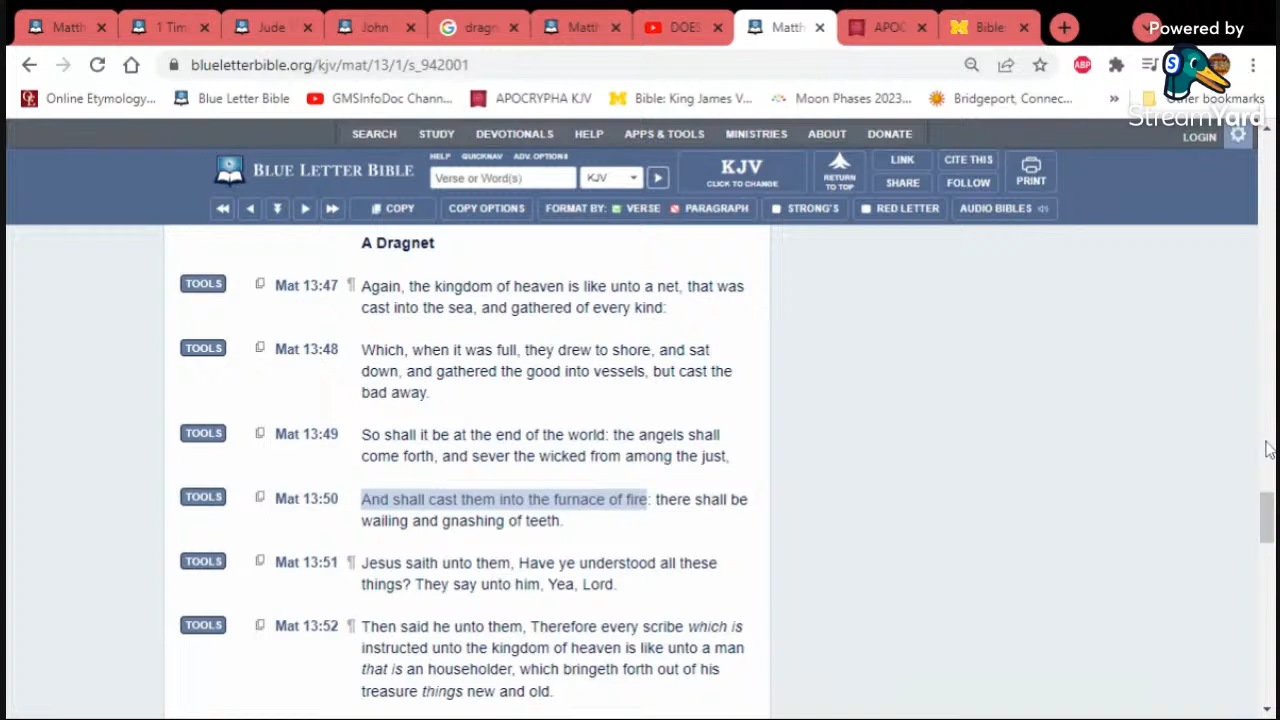 Matth
1 Tim
Jude
John
dragn
Matth
DOES
Matth
APOC
Bible:
Powered by
StreamYard
blueletterbible.org/kjv/mat/13/1/s_942001
ABP
Online Etymology...
Blue Letter Bible
GMSInfoDoc Chann...
APOCRYPHA KJV
Bible: King James V...
Moon Phases 2023...
Bridgeport, Connec...
»
Other bookmarks
SEARCH STUDY DEVOTIONALS HELP APPS & TOOLS MINISTRIES ABOUT DONATE
LOGIN
BLUE LETTER BIBLE
HELP QUICKNAV ADV. OPTIONS
Verse or Word(s)
KJV
KJV
CLICK TO CHANGE
RETURN
TO TOP
LINK
CITE THIS
SHARE
FOLLOW
PRINT
COPY COPY OPTIONS FORMAT BY: VERSE PARAGRAPH STRONG'S RED LETTER AUDIO BIBLES
A Dragnet
TOOLS Mat 13:47 ¶ Again, the kingdom of heaven is like unto a net, that was
cast into the sea, and gathered of every kind:
TOOLS Mat 13:48 Which, when it was full, they drew to shore, and sat
down, and gathered the good into vessels, but cast the
bad away.
TOOLS Mat 13:49 So shall it be at the end of the world: the angels shall
come forth, and sever the wicked from among the just,
TOOLS Mat 13:50 And shall cast them into the furnace of fire: there shall be
wailing and gnashing of teeth.
TOOLS Mat 13:51 ¶ Jesus saith unto them, Have ye understood all these
things? They say unto him, Yea, Lord.
TOOLS Mat 13:52 ¶ Then said he unto them, Therefore every scribe which is
instructed unto the kingdom of heaven is like unto a man
that is an householder, which bringeth forth out of his
treasure things new and old.